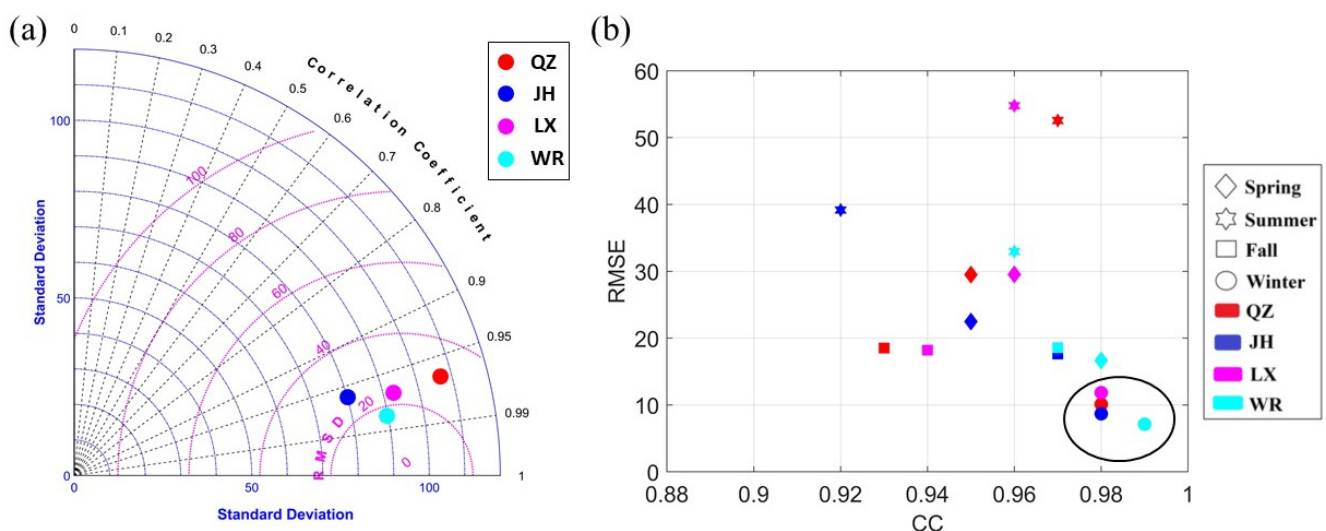 (a)
0
0.1
0.2
0.3
0.4
0.5
0.6
0.7
0.8
0.9
0.95
0.99
1
Correlation Coefficient
100
50
0
Standard Deviation
0
50
100
Standard Deviation
100
80
60
40
20
0
RMSD
QZ
JH
LX
WR
(b)
60
50
40
30
20
10
0
RMSE
0.88
0.9
0.92
0.94
0.96
0.98
1
CC
Spring
Summer
Fall
Winter
QZ
JH
LX
WR